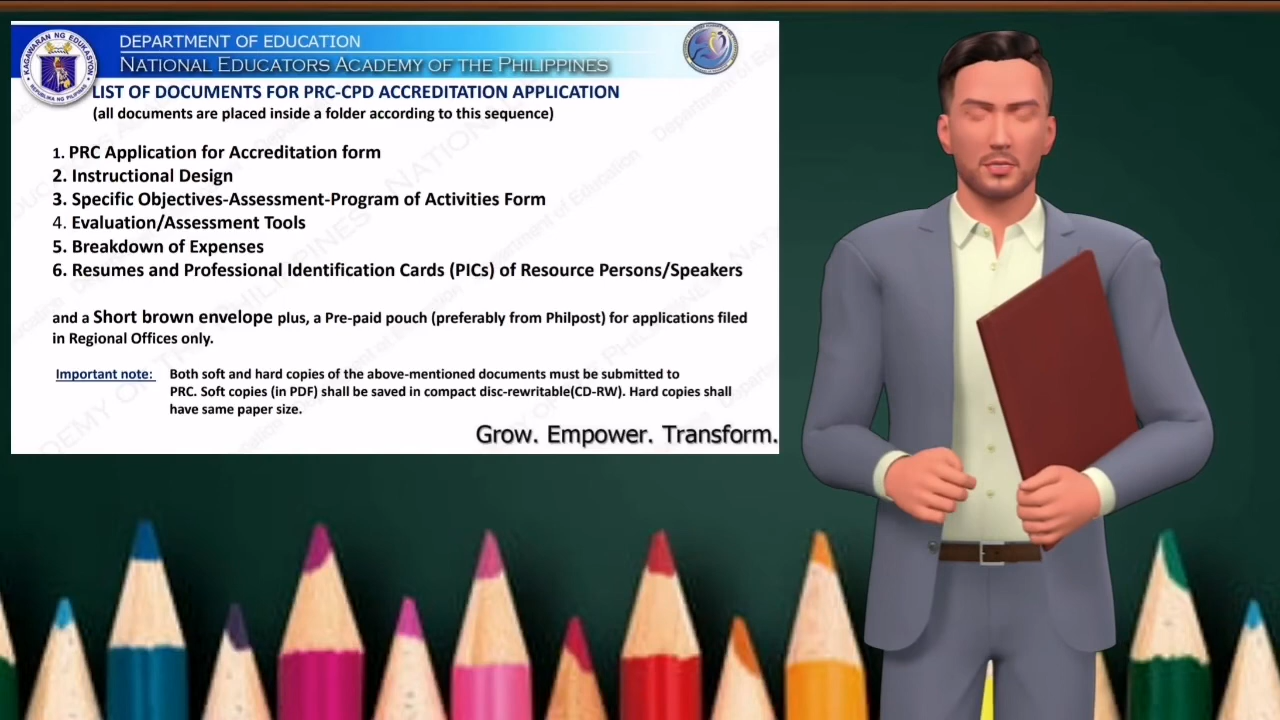 DEPARTMENT OF EDUCATION
NATIONAL EDUCATORS ACADEMY OF THE PHILIPPINES
KAGAWARAN NG EDUKASYON
REPUBLIKA NG PILIPINAS
LIST OF DOCUMENTS FOR PRC-CPD ACCREDITATION APPLICATION
(all documents are placed inside a folder according to this sequence)
1. PRC Application for Accreditation form
2. Instructional Design
3. Specific Objectives-Assessment-Program of Activities Form
4. Evaluation/Assessment Tools
5. Breakdown of Expenses
6. Resumes and Professional Identification Cards (PICs) of Resource Persons/Speakers
and a Short brown envelope plus, a Pre-paid pouch (preferably from Philpost) for applications filed
in Regional Offices only.
Important note: Both soft and hard copies of the above-mentioned documents must be submitted to
PRC. Soft copies (in PDF) shall be saved in compact disc-rewritable(CD-RW). Hard copies shall
have same paper size.
Grow. Empower. Transform.